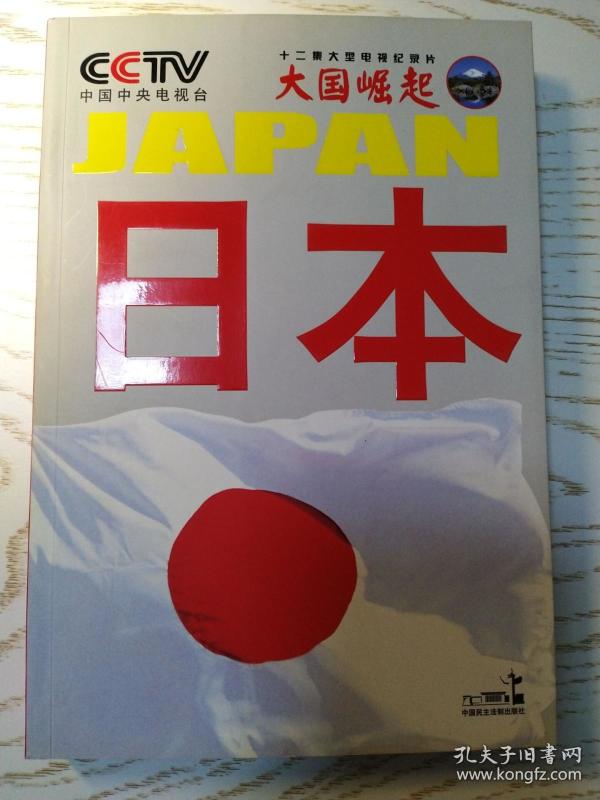 CCTV
中国中央电视台
十二集大型电视纪录片
大国崛起
JAPAN
日本
中国民主法制出版社
孔夫子旧书网
www.kongfz.com